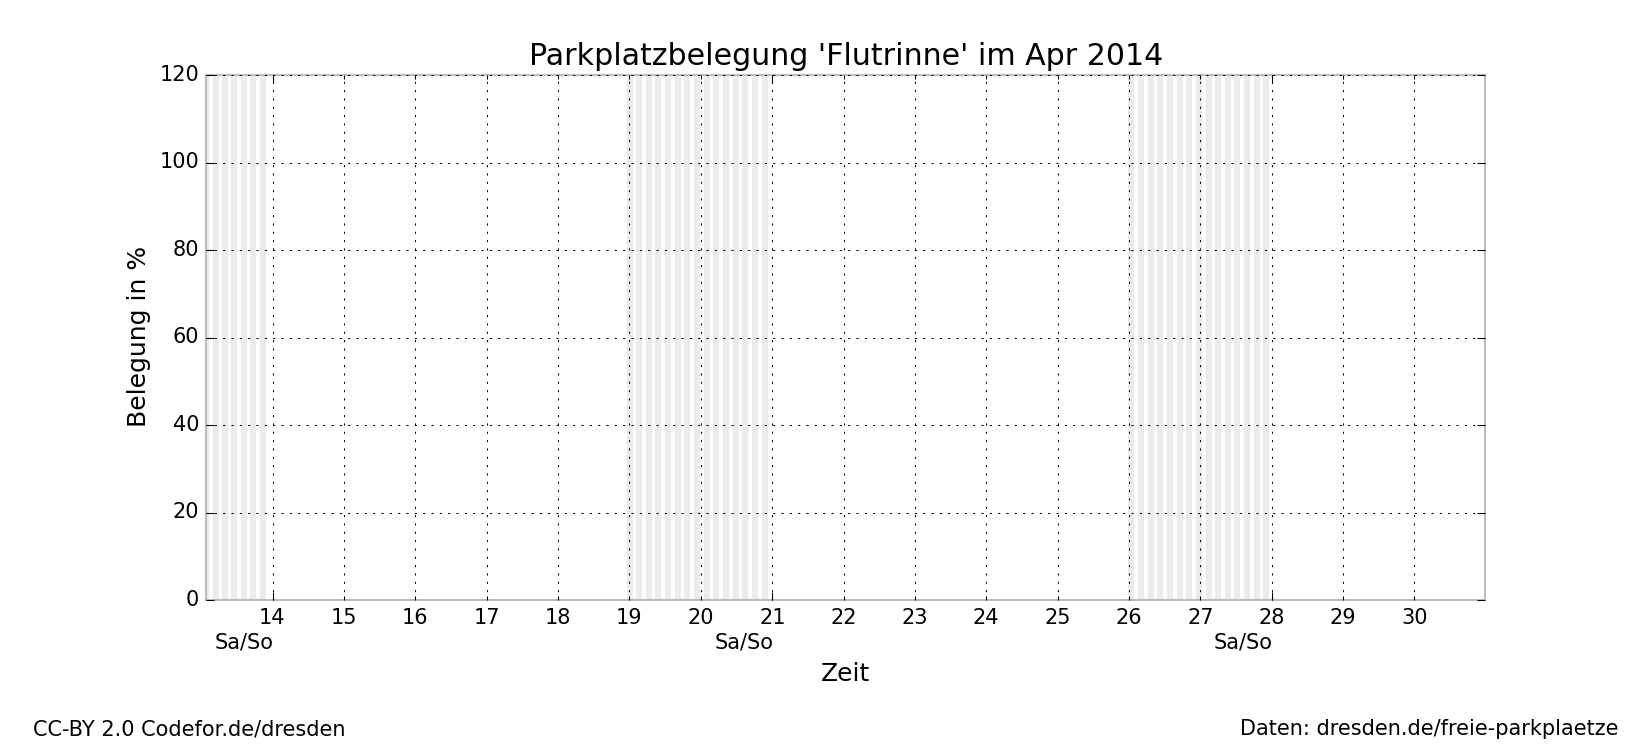 Parkplatzbelegung 'Flutrinne' im Apr 2014
120
100
80
60
40
20
0
Belegung in %
14 15 16 17 18 19 20 21 22 23 24 25 26 27 28 29 30
Sa/So Sa/So Sa/So
Zeit
CC-BY 2.0 Codefor.de/dresden
Daten: dresden.de/freie-parkplaetze